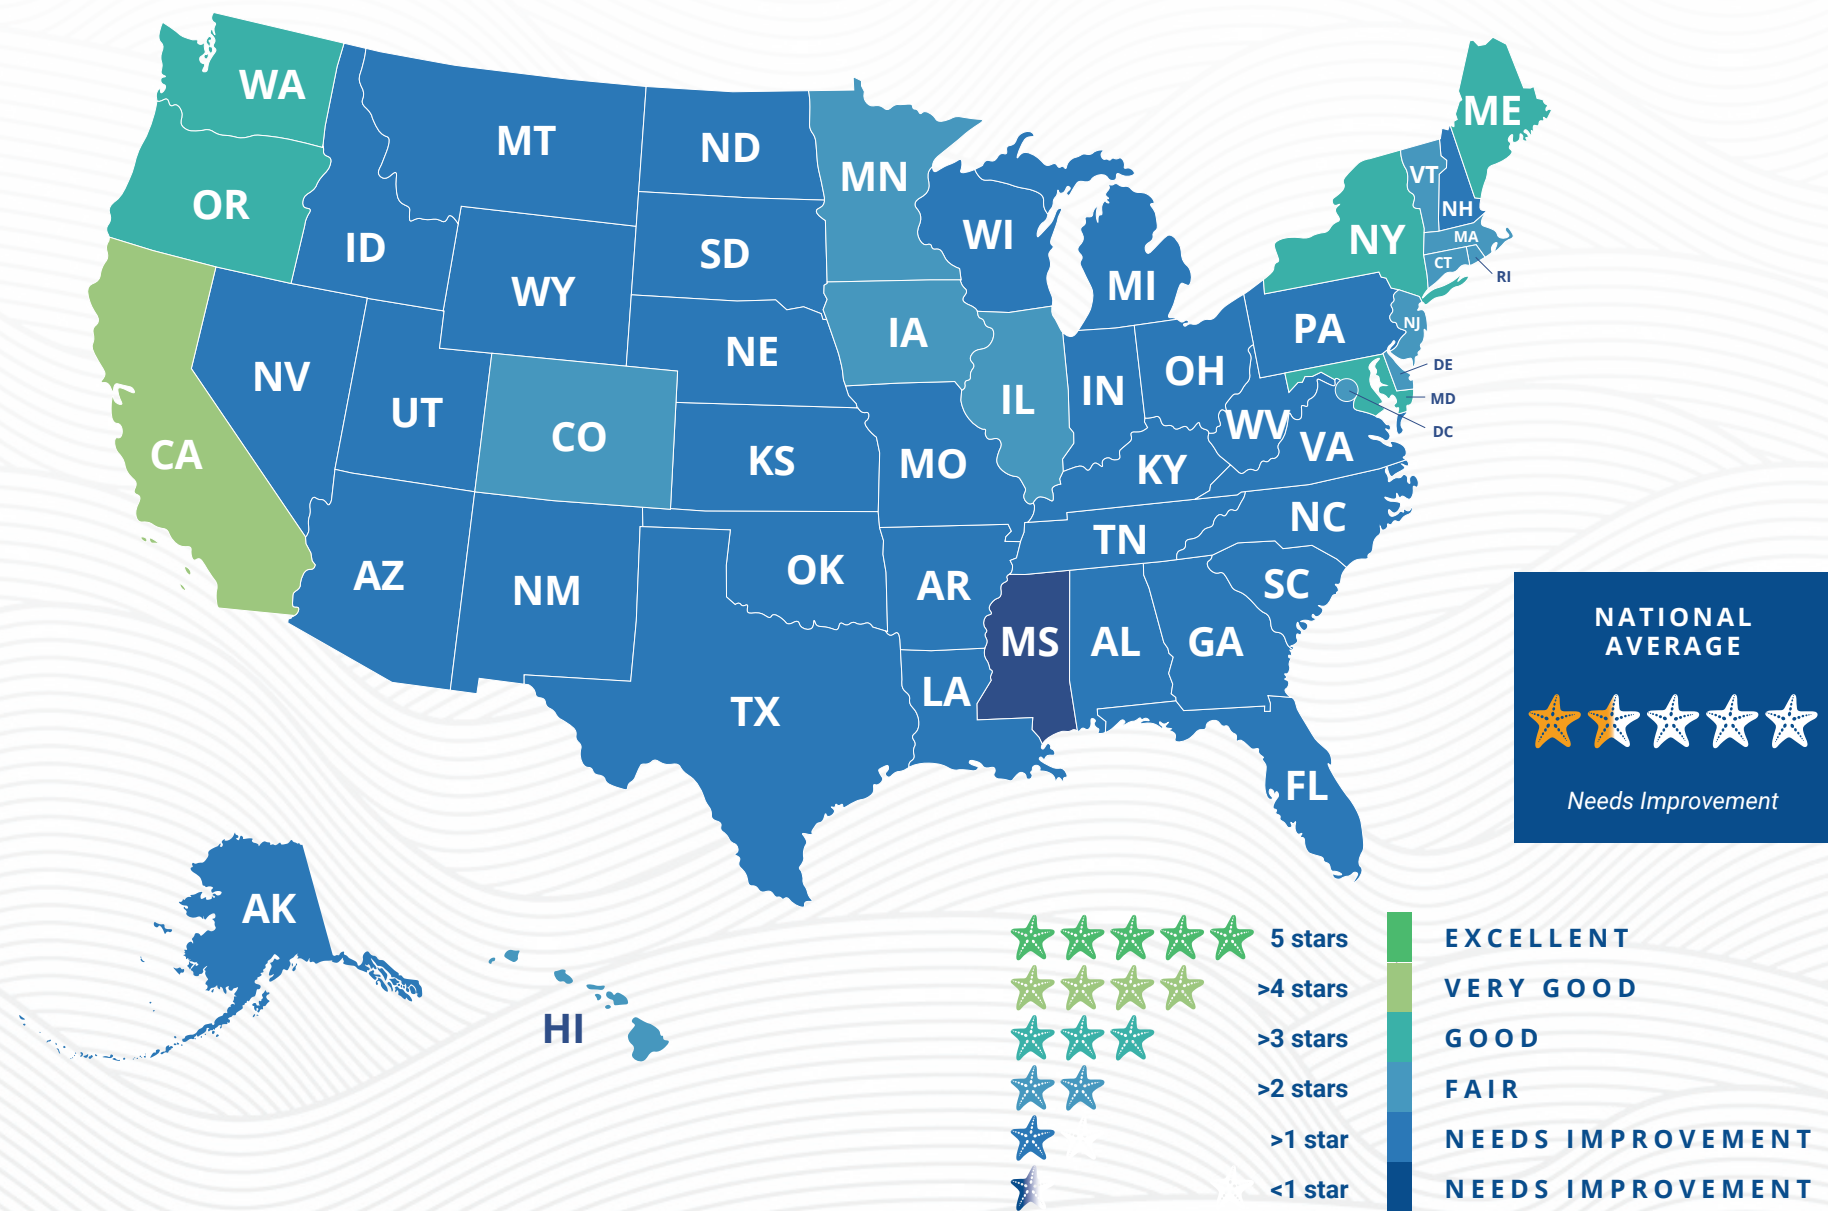 WA
ME
MT
ND
MN
VT
OR
NH
ID
WI
NY
MA
SD
CT
RI
WY
MI
NJ
IA
PA
NE
DE
NV
OH
IN
MD
UT
IL
CO
WV
DC
CA
VA
KS
MO
KY
NC
TN
AZ
OK
NM
AR
SC
MS
AL
GA
NATIONAL
AVERAGE
LA
TX
FL
Needs Improvement
AK
HI
5 stars EXCELLENT
>4 stars VERY GOOD
>3 stars GOOD
>2 stars FAIR
>1 star NEEDS IMPROVEMENT
<1 star NEEDS IMPROVEMENT